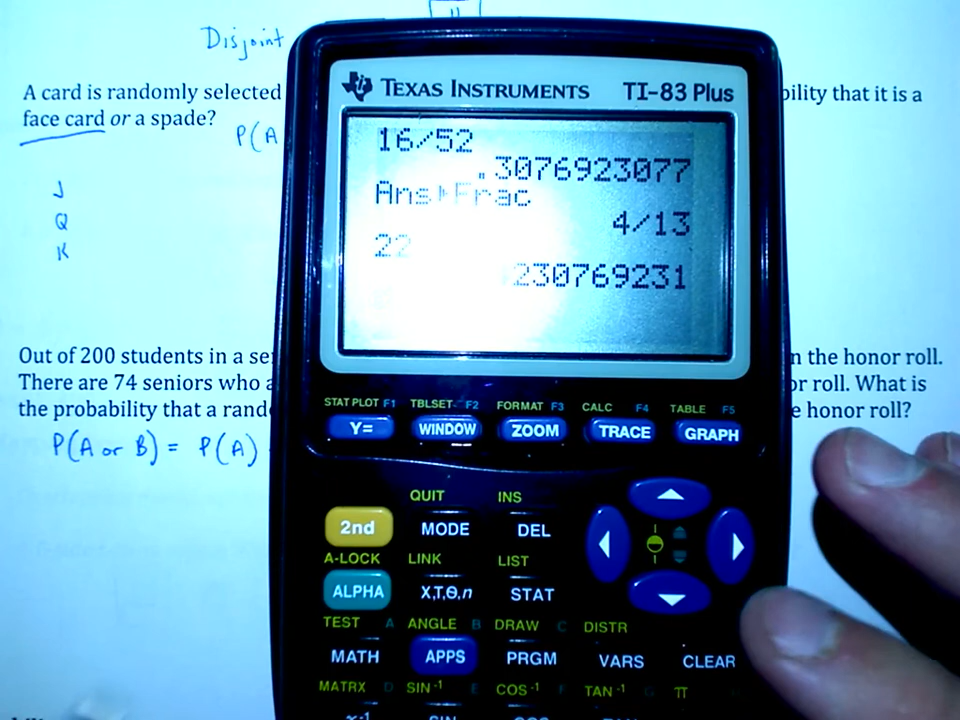 Disjoint
A card is randomly selected
bility that it is a
face card or a spade?
P(A
J
Q
K
TEXAS INSTRUMENTS TI-83 Plus
16/52
.3076923077
Ans▸Frac
4/13
22
230769231
Out of 200 students in a se
n the honor roll.
There are 74 seniors who a
or roll. What is
the probability that a rand
e honor roll?
P(A or B) = P(A)
STAT PLOT F1 TBLSET F2 FORMAT F3 CALC F4 TABLE F5
Y= WINDOW ZOOM TRACE GRAPH
QUIT INS
2nd MODE DEL
A-LOCK LINK LIST
ALPHA X,T,Θ,n STAT
TEST A ANGLE B DRAW C DISTR
MATH APPS PRGM VARS CLEAR
MATRX D SIN⁻¹ E COS⁻¹ F TAN⁻¹ G π